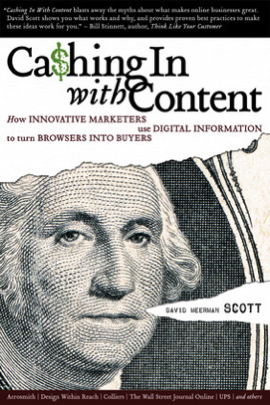 "Cashing In With Content blasts away the myths about what makes online businesses great.
David Scott shows you what works and why, and provides proven best practices to make
these ideas work for you." – Bill Stinnett, author, Think Like Your Customer
Ca$hing In
with Content
How INNOVATIVE MARKETERS
use DIGITAL INFORMATION
to turn BROWSERS INTO BUYERS
DAVID MEERMAN SCOTT
Aerosmith | Design Within Reach | Colliers | The Wall Street Journal Online | UPS | and others